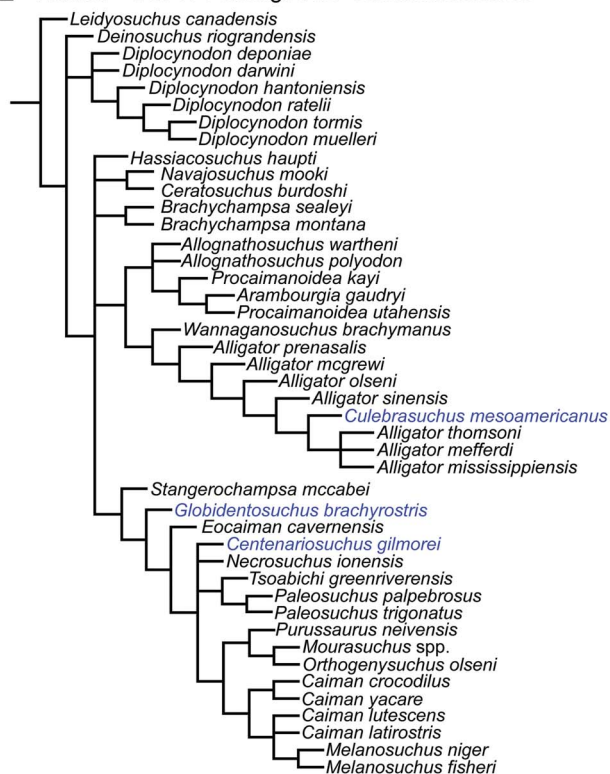 Leidyosuchus canadensis
Deinosuchus riograndensis
Diplocynodon deponiae
Diplocynodon darwini
Diplocynodon hantoniensis
Diplocynodon ratelii
Diplocynodon tormis
Diplocynodon muelleri
Hassiacosuchus haupti
Navajosuchus mooki
Ceratosuchus burdoshi
Brachychampsa sealeyi
Brachychampsa montana
Allognathosuchus wartheni
Allognathosuchus polyodon
Procaimanoidea kayi
Arambourgia gaudryi
Procaimanoidea utahensis
Wannaganosuchus brachymanus
Alligator prenasalis
Alligator mcgrewi
Alligator olseni
Alligator sinensis
Culebrasuchus mesoamericanus
Alligator thomsoni
Alligator mefferdi
Alligator mississippiensis
Stangerochampsa mccabei
Globidentosuchus brachyrostris
Eocaiman cavernensis
Centenariosuchus gilmorei
Necrosuchus ionensis
Tsoabichi greenriverensis
Paleosuchus palpebrosus
Paleosuchus trigonatus
Purussaurus neivensis
Mourasuchus spp.
Orthogenysuchus olseni
Caiman crocodilus
Caiman yacare
Caiman lutescens
Caiman latirostris
Melanosuchus niger
Melanosuchus fisheri